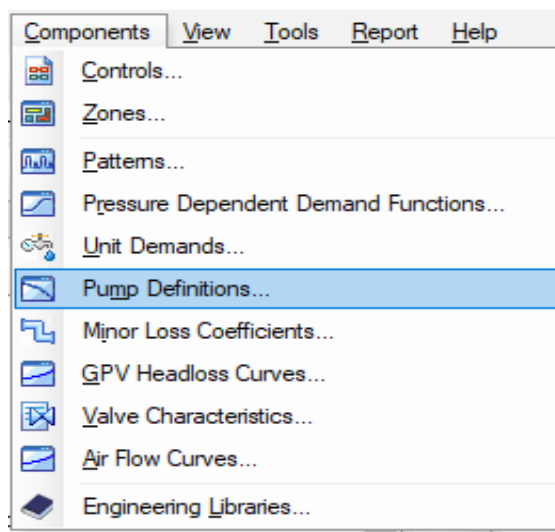 Components View Tools Report Help
Controls...
Zones...
Patterns...
Pressure Dependent Demand Functions...
Unit Demands...
Pump Definitions...
Minor Loss Coefficients...
GPV Headloss Curves...
Valve Characteristics...
Air Flow Curves...
Engineering Libraries...